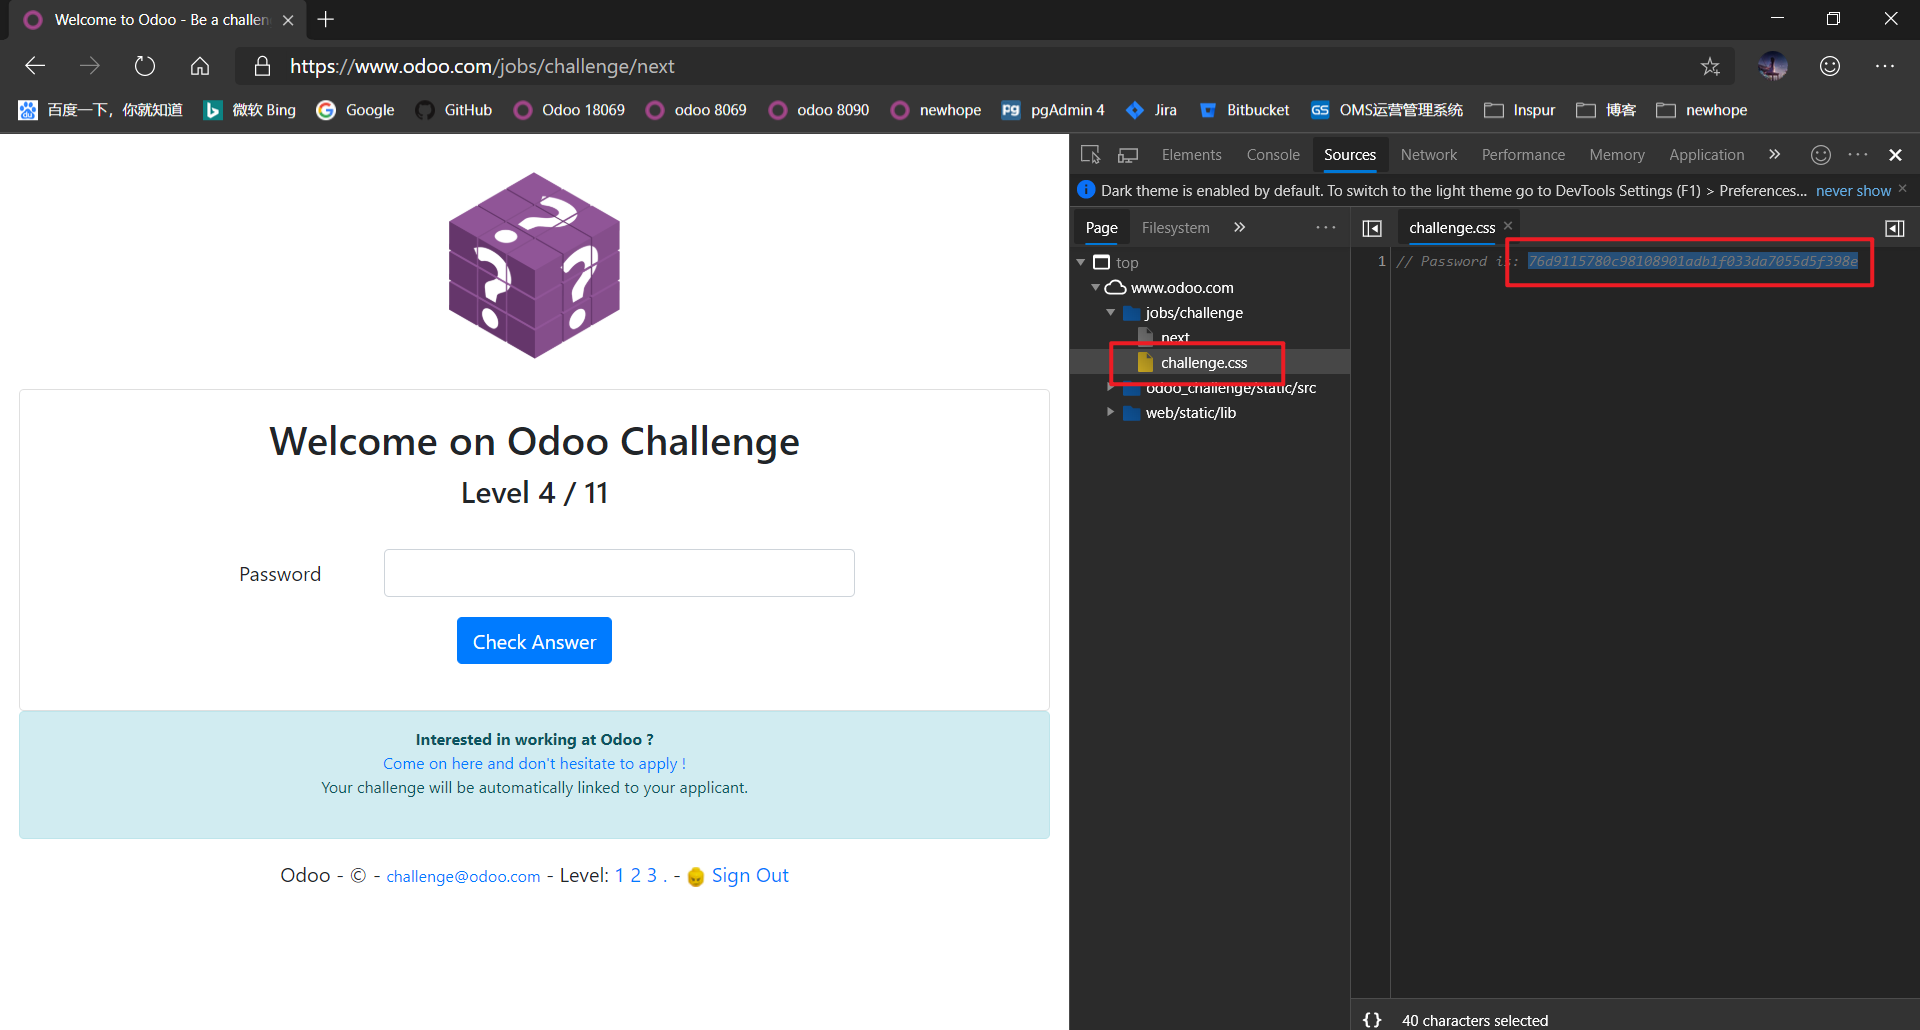 Welcome to Odoo - Be a challen
https://www.odoo.com/jobs/challenge/next
百度一下，你就知道 微软 Bing Google GitHub Odoo 18069 odoo 8069 odoo 8090 newhope pgAdmin 4 Jira Bitbucket OMS运营管理系统 Inspur 博客 newhope
Elements Console Sources Network Performance Memory Application
Dark theme is enabled by default. To switch to the light theme go to DevTools Settings (F1) > Preferences... never show
Page Filesystem
challenge.css
top
www.odoo.com
jobs/challenge
next
challenge.css
odoo_challenge/static/src
web/static/lib
1 // Password is: 76d9115780c98108901adb1f033da7055d5f398e
{ } 40 characters selected
Welcome on Odoo Challenge
Level 4 / 11
Password
Check Answer
Interested in working at Odoo ?
Come on here and don't hesitate to apply !
Your challenge will be automatically linked to your applicant.
Odoo - © - challenge@odoo.com - Level: 1 2 3 . - Sign Out